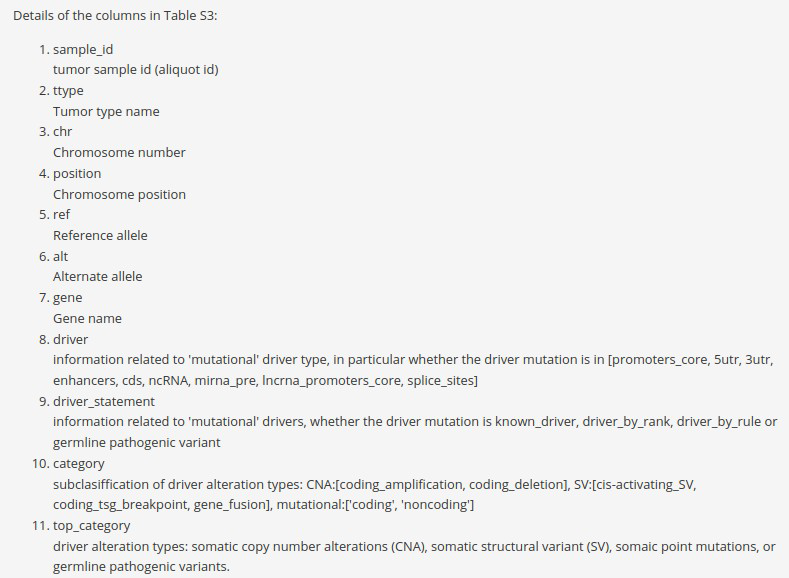 Details of the columns in Table S3:
1. sample_id
tumor sample id (aliquot id)
2. ttype
Tumor type name
3. chr
Chromosome number
4. position
Chromosome position
5. ref
Reference allele
6. alt
Alternate allele
7. gene
Gene name
8. driver
information related to 'mutational' driver type, in particular whether the driver mutation is in [promoters_core, 5utr, 3utr,
enhancers, cds, ncRNA, mirna_pre, lncrna_promoters_core, splice_sites]
9. driver_statement
information related to 'mutational' drivers, whether the driver mutation is known_driver, driver_by_rank, driver_by_rule or
germline pathogenic variant
10. category
subclasiffication of driver alteration types: CNA:[coding_amplification, coding_deletion], SV:[cis-activating_SV,
coding_tsg_breakpoint, gene_fusion], mutational:['coding', 'noncoding']
11. top_category
driver alteration types: somatic copy number alterations (CNA), somatic structural variant (SV), somaic point mutations, or
germline pathogenic variants.